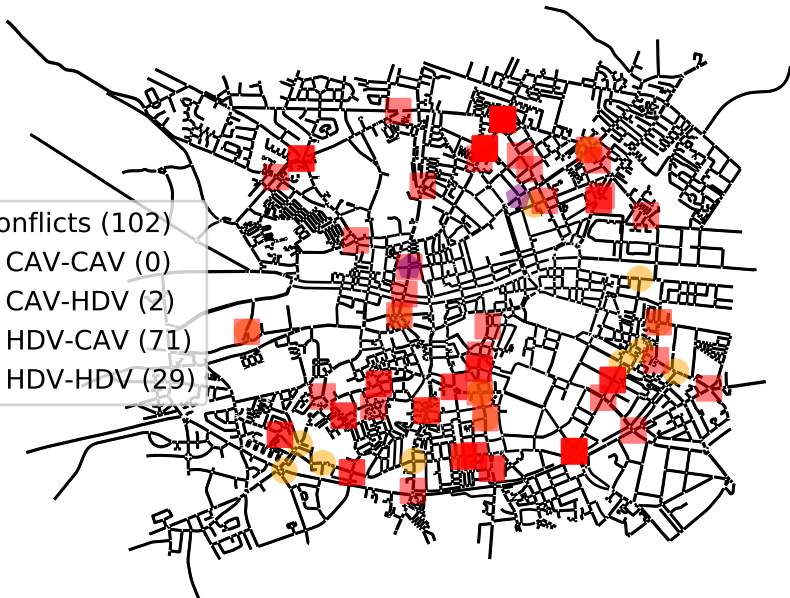 onflicts (102)
CAV-CAV (0)
CAV-HDV (2)
HDV-CAV (71)
HDV-HDV (29)